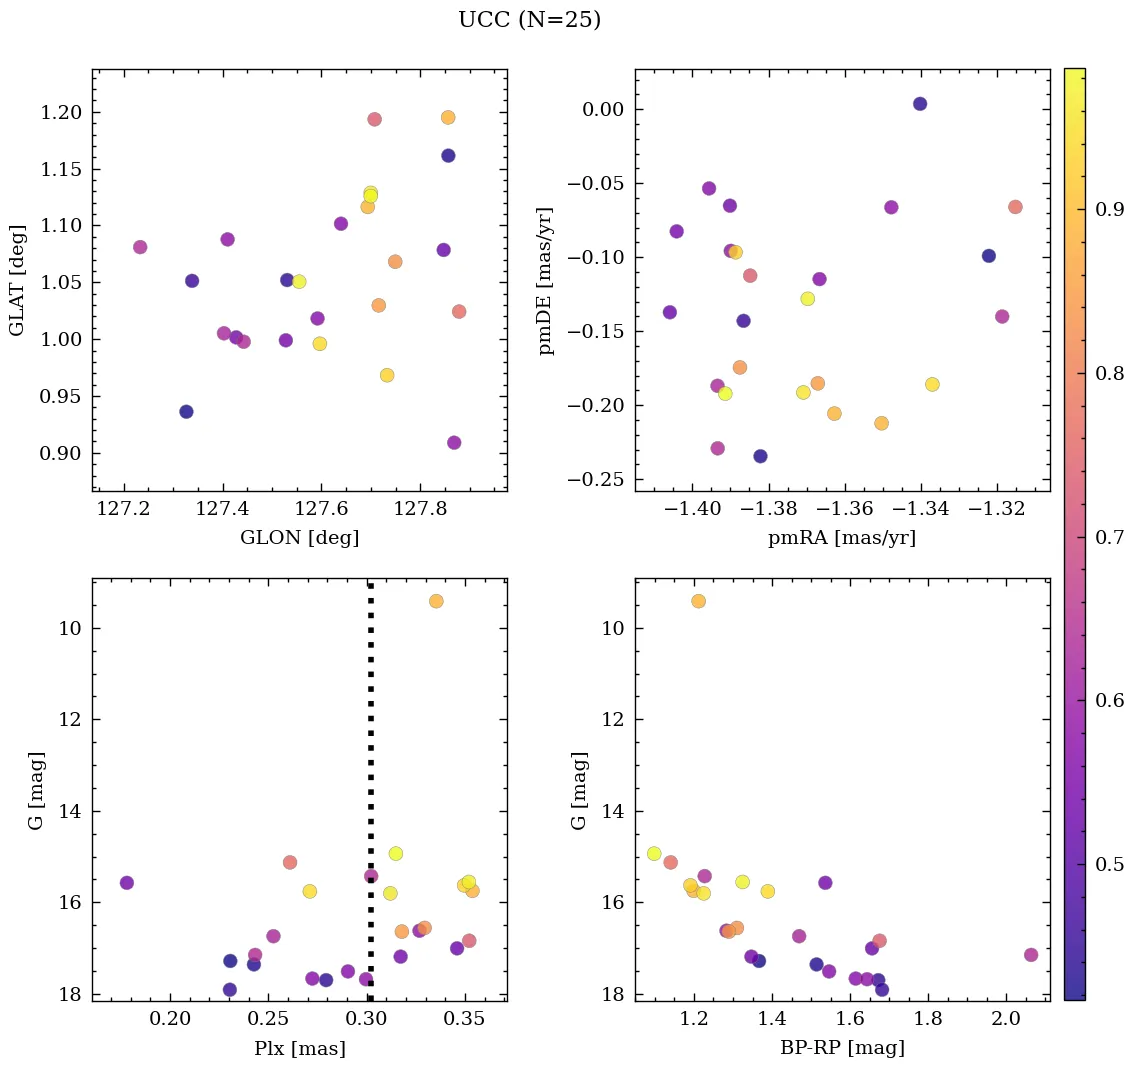 UCC (N=25)
1.20
1.15
1.10
1.05
1.00
0.95
0.90
GLAT [deg]
127.2 127.4 127.6 127.8
GLON [deg]
0.00
−0.05
−0.10
−0.15
−0.20
−0.25
pmDE [mas/yr]
−1.40 −1.38 −1.36 −1.34 −1.32
pmRA [mas/yr]
10
12
14
16
18
G [mag]
0.20 0.25 0.30 0.35
Plx [mas]
10
12
14
16
18
G [mag]
1.2 1.4 1.6 1.8 2.0
BP-RP [mag]
0.9
0.8
0.7
0.6
0.5